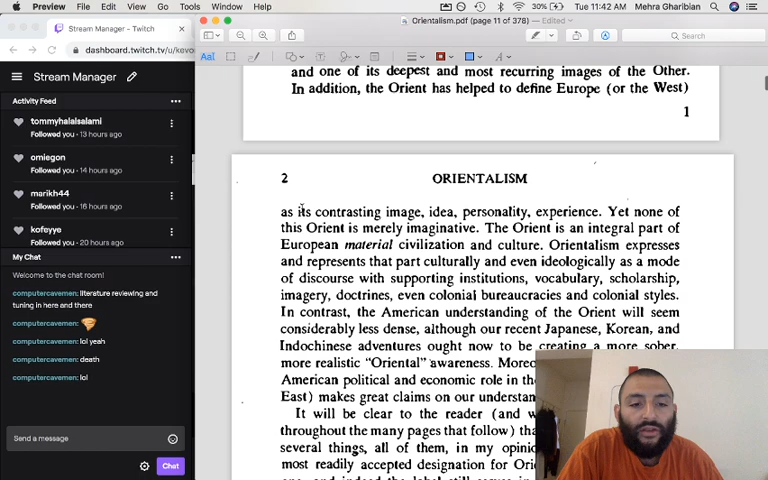 Preview File Edit View Go Tools Window Help
30% Tue 11:42 AM Mehra Gharibian
Stream Manager - Twitch
dashboard.twitch.tv/u/kevo
Stream Manager
Activity Feed
tommyhalalsalami
Followed you · 13 hours ago
omiegon
Followed you · 14 hours ago
marikh44
Followed you · 16 hours ago
kofeyye
Followed you · 20 hours ago
My Chat
Welcome to the chat room!
computercavemen: literature reviewing and
tuning in here and there
computercavemen:
computercavemen: lol yeah
computercavemen: death
computercavemen: lol
Send a message
Chat
Orientalism.pdf (page 11 of 378) — Edited
Search
and one of its deepest and most recurring images of the Other.
In addition, the Orient has helped to define Europe (or the West)
1
2 ORIENTALISM
as its contrasting image, idea, personality, experience. Yet none of
this Orient is merely imaginative. The Orient is an integral part of
European material civilization and culture. Orientalism expresses
and represents that part culturally and even ideologically as a mode
of discourse with supporting institutions, vocabulary, scholarship,
imagery, doctrines, even colonial bureaucracies and colonial styles.
In contrast, the American understanding of the Orient will seem
considerably less dense, although our recent Japanese, Korean, and
Indochinese adventures ought now to be creating a more sober,
more realistic “Oriental” awareness. Moreo
American political and economic role in the
East) makes great claims on our understan
It will be clear to the reader (and w
throughout the many pages that follow) tha
several things, all of them, in my opinio
most readily accepted designation for Ori